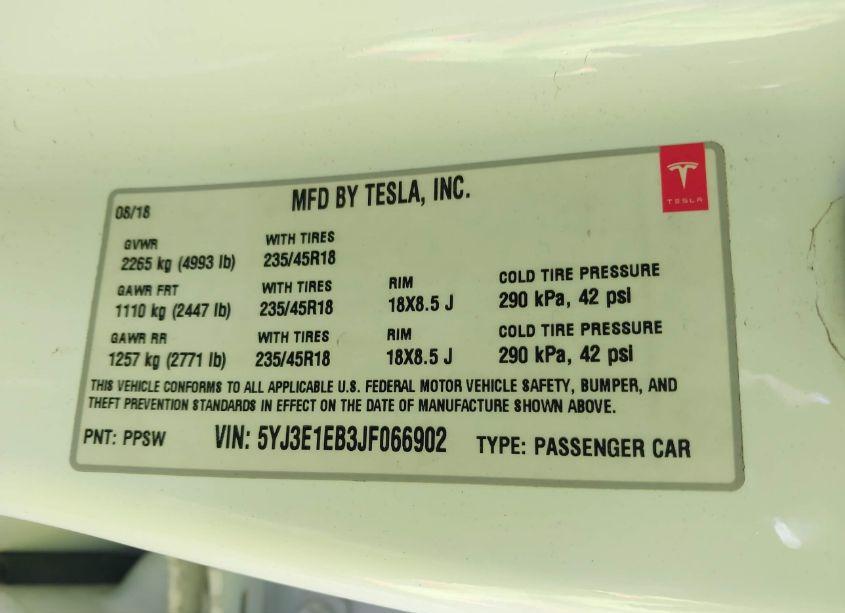 08/18
MFD BY TESLA, INC.
TESLA
GVWR
2265 kg (4993 lb)
WITH TIRES
235/45R18
GAWR FRT
1110 kg (2447 lb)
WITH TIRES
235/45R18
RIM
18X8.5 J
COLD TIRE PRESSURE
290 kPa, 42 psi
GAWR RR
1257 kg (2771 lb)
WITH TIRES
235/45R18
RIM
18X8.5 J
COLD TIRE PRESSURE
290 kPa, 42 psi
THIS VEHICLE CONFORMS TO ALL APPLICABLE U.S. FEDERAL MOTOR VEHICLE SAFETY, BUMPER, AND
THEFT PREVENTION STANDARDS IN EFFECT ON THE DATE OF MANUFACTURE SHOWN ABOVE.
PNT: PPSW
VIN: 5YJ3E1EB3JF066902
TYPE: PASSENGER CAR